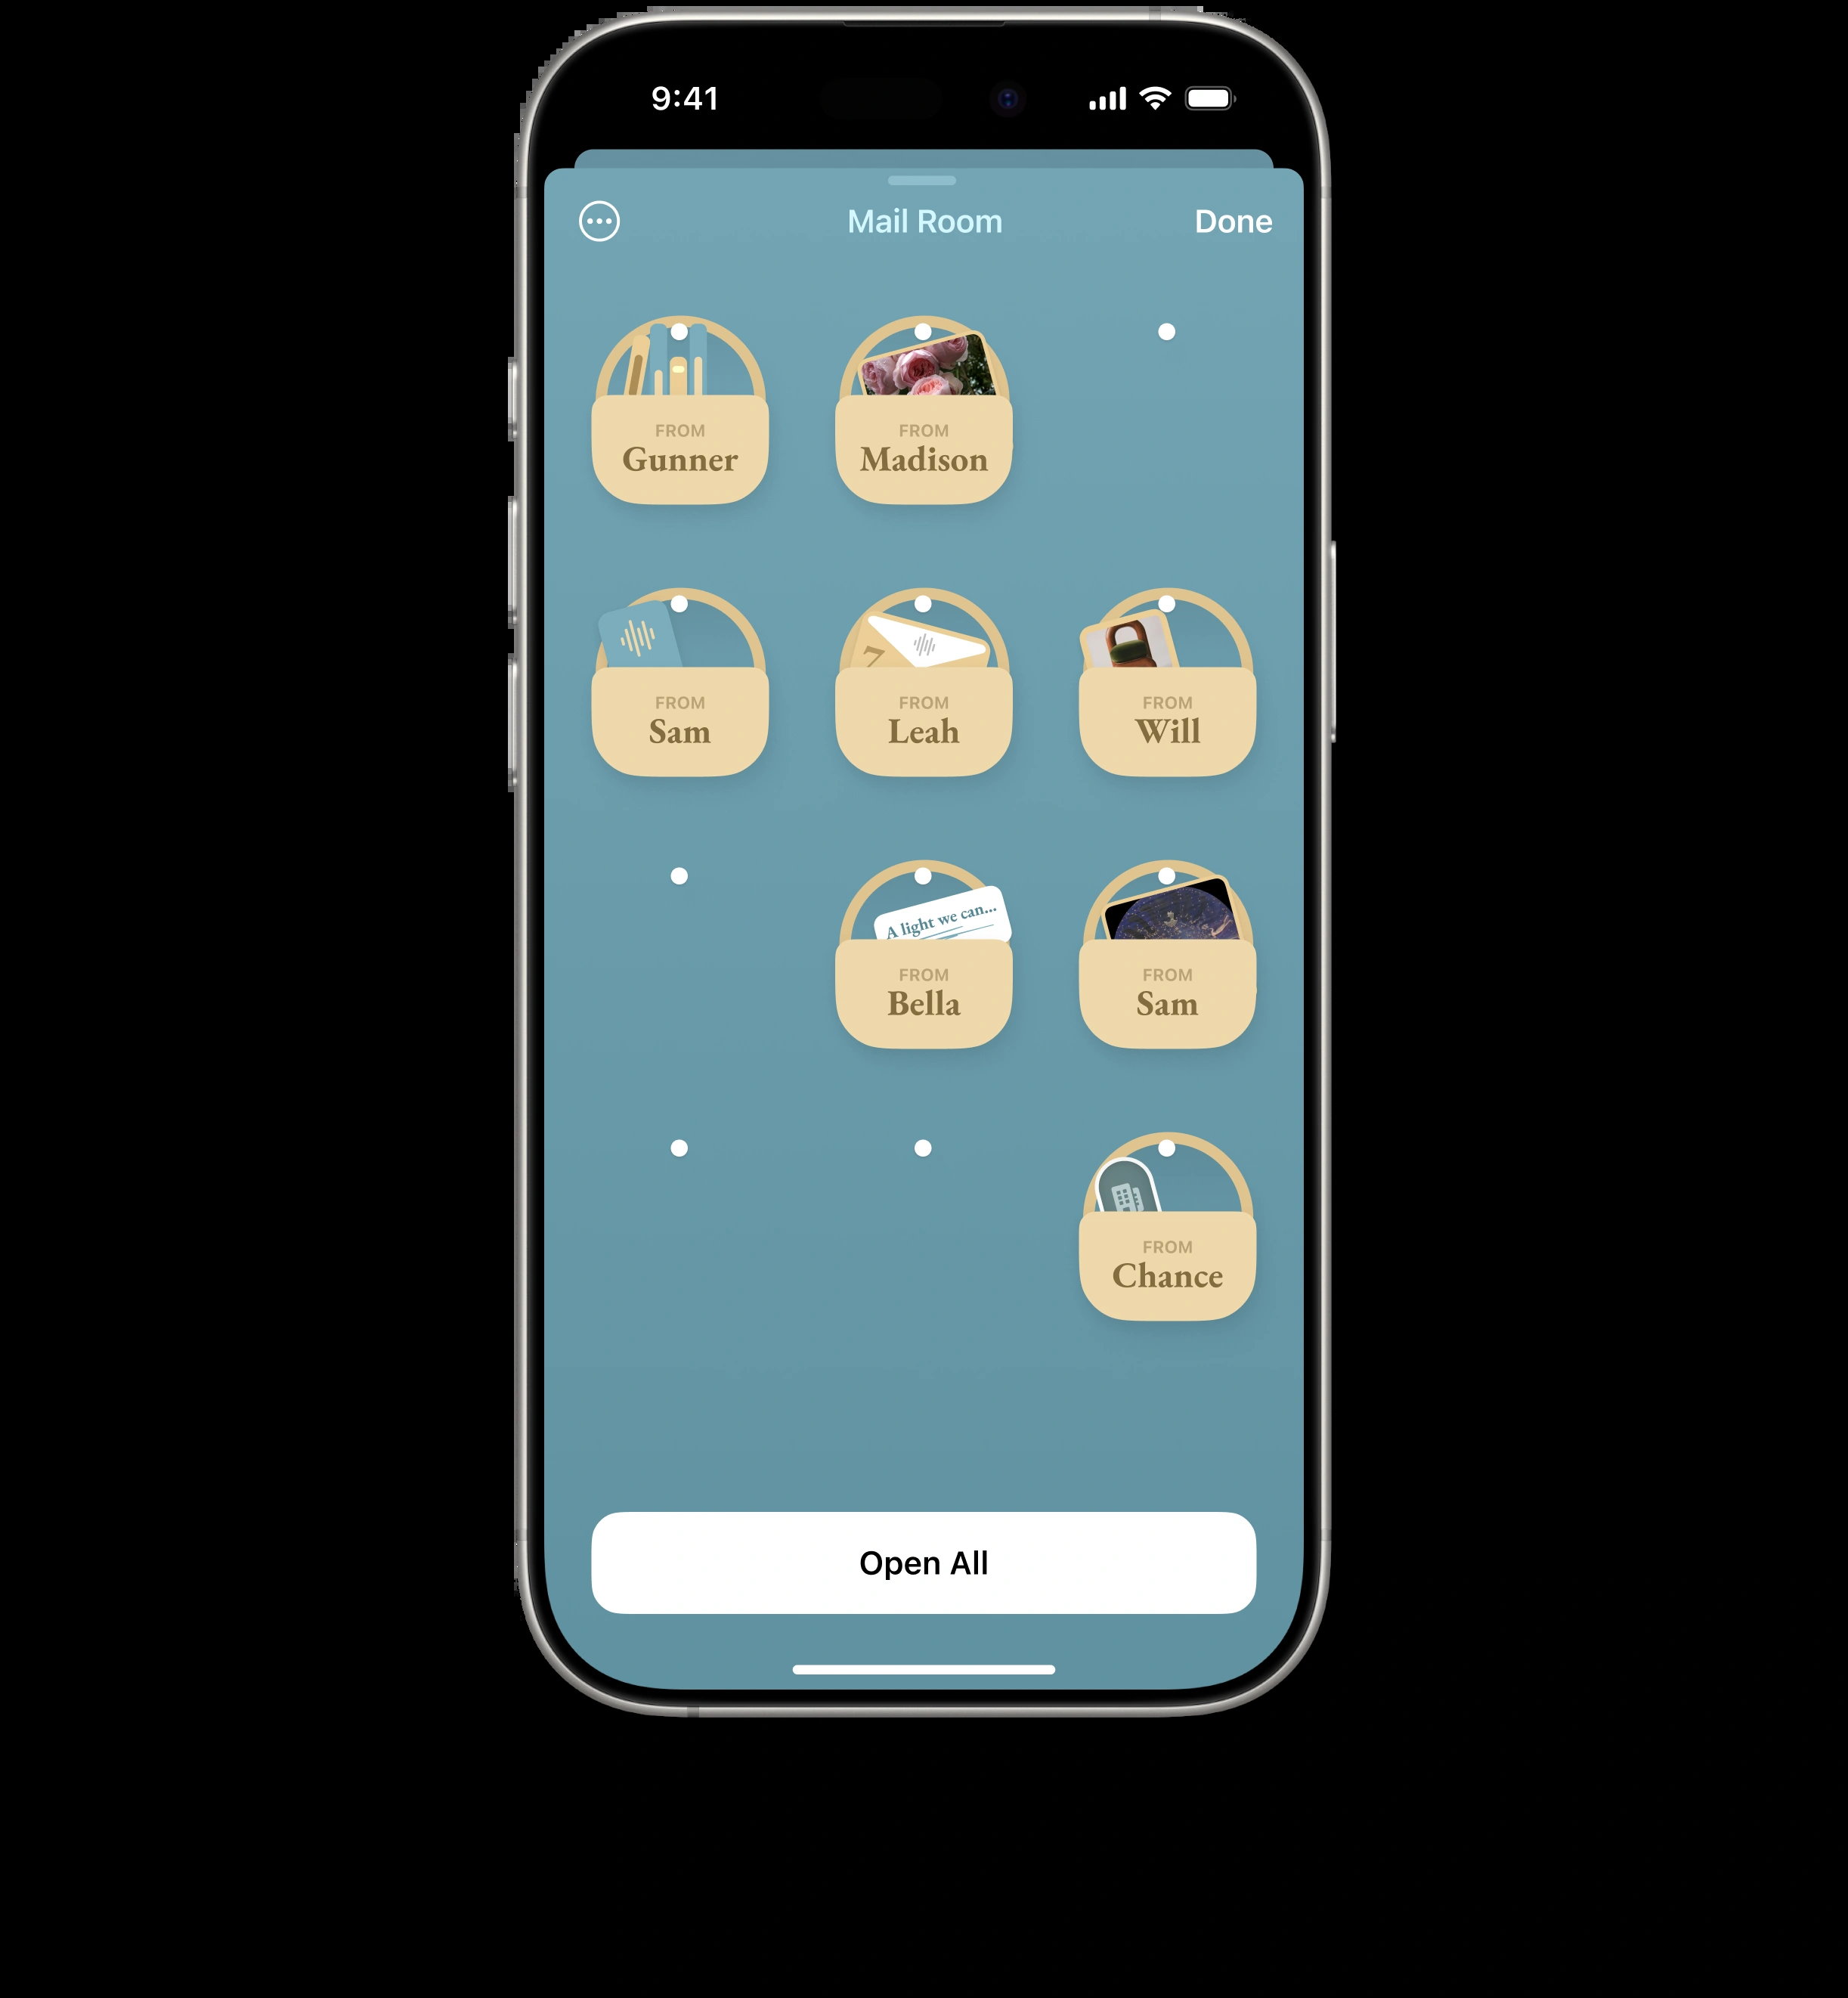 9:41
Mail Room
Done
FROM
Gunner
FROM
Madison
FROM
Sam
7
FROM
Leah
FROM
Will
A light we can...
FROM
Bella
FROM
Sam
FROM
Chance
Open All